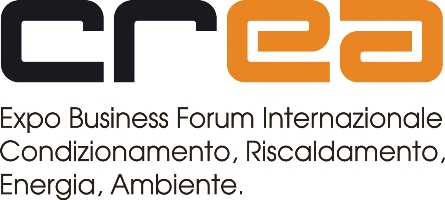 crea
Expo Business Forum Internazionale
Condizionamento, Riscaldamento,
Energia, Ambiente.